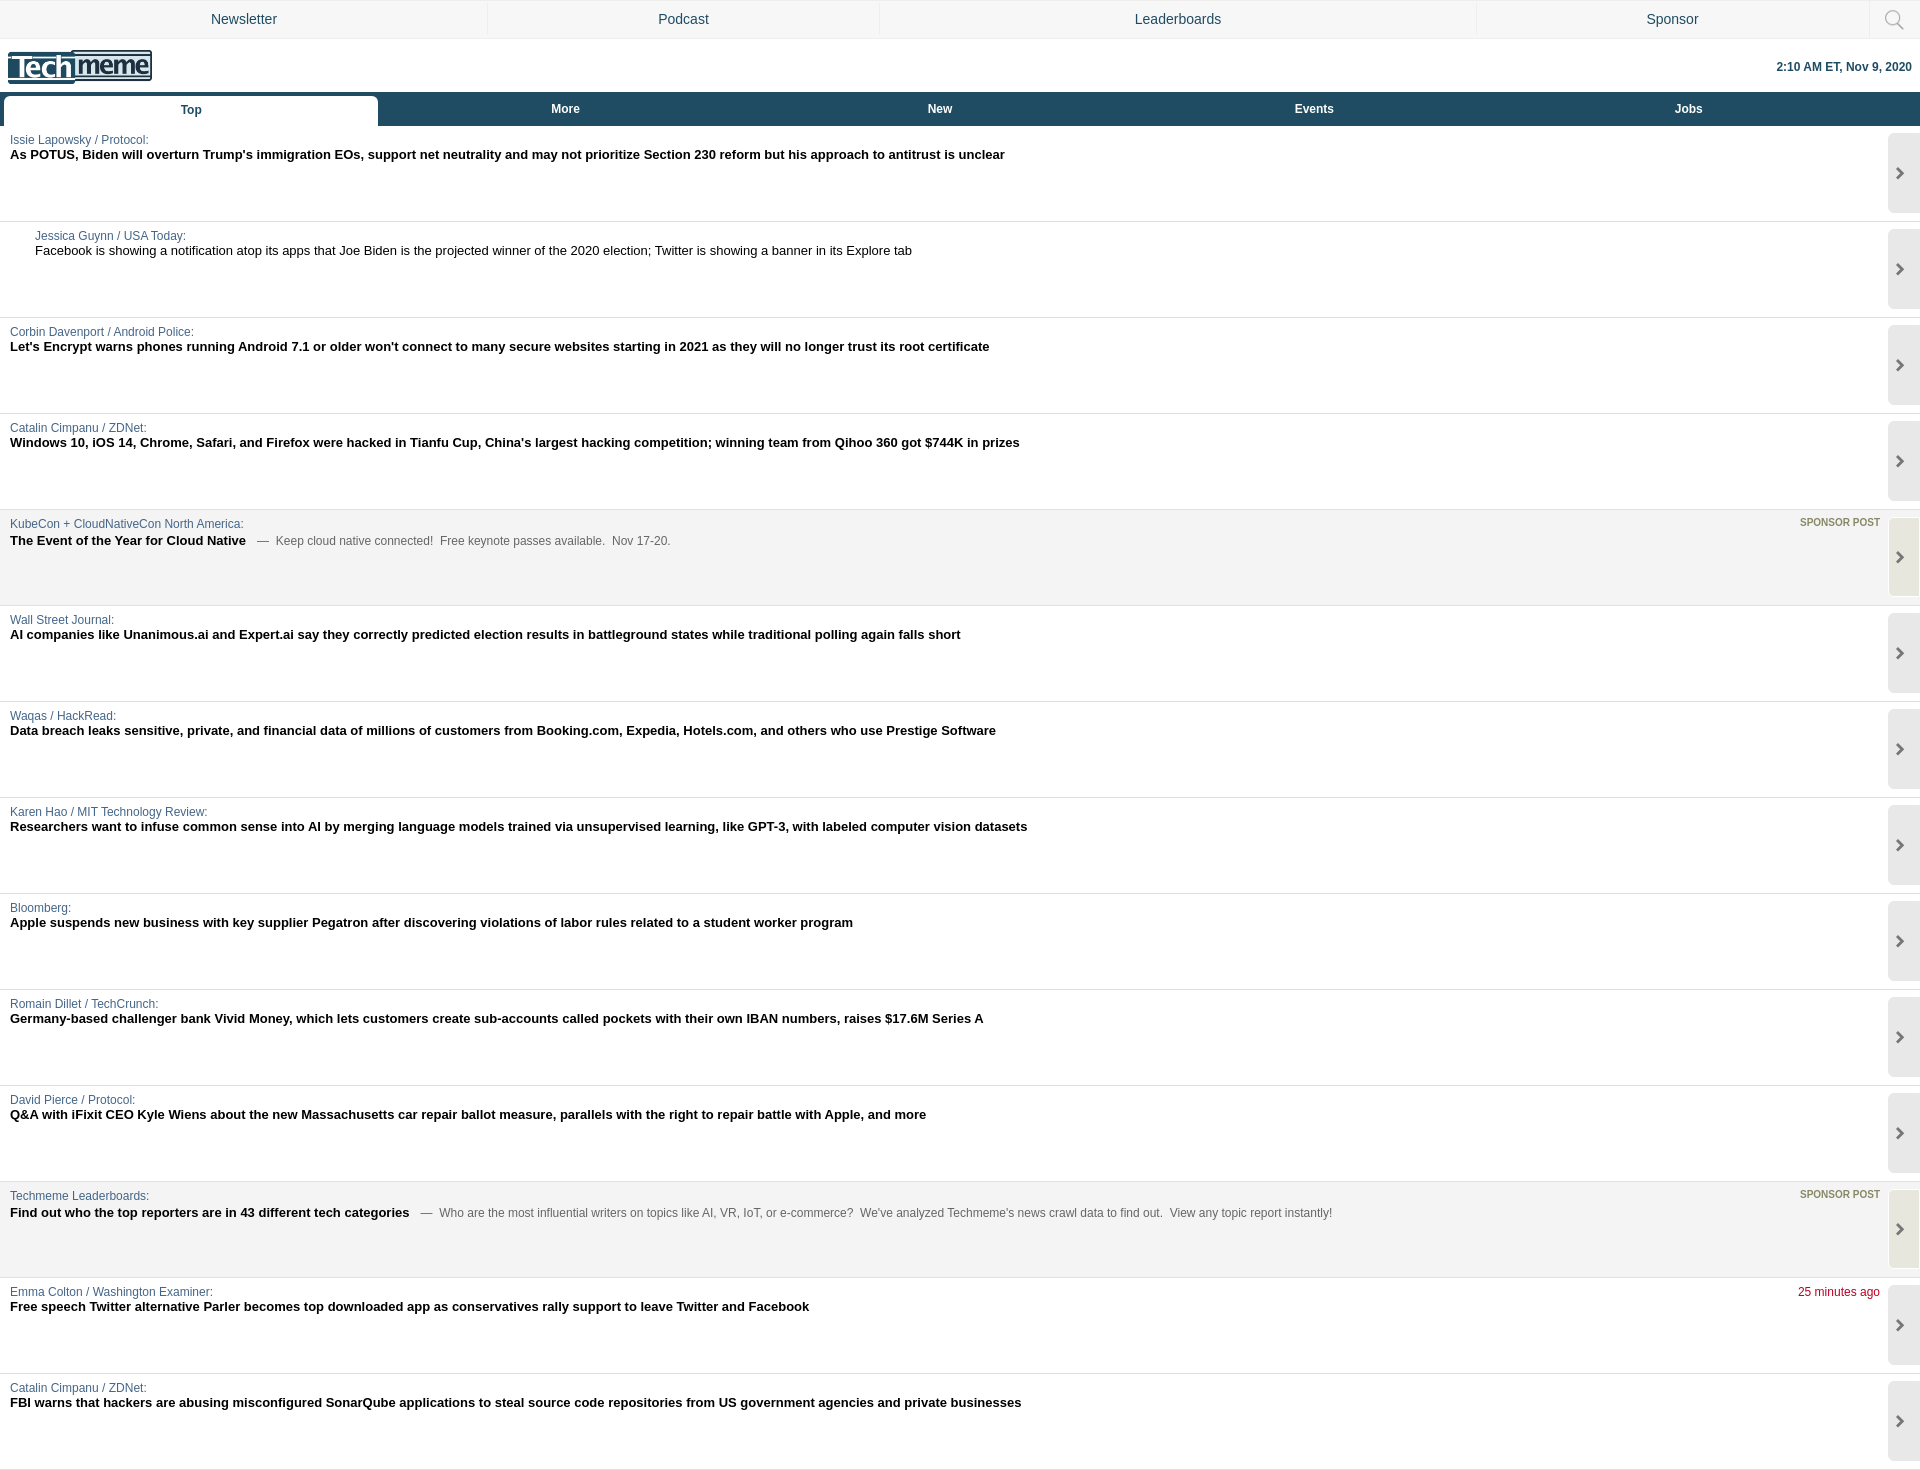 Newsletter
Podcast
Leaderboards
Sponsor
Techmeme
2:10 AM ET, Nov 9, 2020
Top
More
New
Events
Jobs
Issie Lapowsky / Protocol:
As POTUS, Biden will overturn Trump's immigration EOs, support net neutrality and may not prioritize Section 230 reform but his approach to antitrust is unclear
Jessica Guynn / USA Today:
Facebook is showing a notification atop its apps that Joe Biden is the projected winner of the 2020 election; Twitter is showing a banner in its Explore tab
Corbin Davenport / Android Police:
Let's Encrypt warns phones running Android 7.1 or older won't connect to many secure websites starting in 2021 as they will no longer trust its root certificate
Catalin Cimpanu / ZDNet:
Windows 10, iOS 14, Chrome, Safari, and Firefox were hacked in Tianfu Cup, China's largest hacking competition; winning team from Qihoo 360 got $744K in prizes
KubeCon + CloudNativeCon North America:
SPONSOR POST
The Event of the Year for Cloud Native — Keep cloud native connected! Free keynote passes available. Nov 17-20.
Wall Street Journal:
AI companies like Unanimous.ai and Expert.ai say they correctly predicted election results in battleground states while traditional polling again falls short
Waqas / HackRead:
Data breach leaks sensitive, private, and financial data of millions of customers from Booking.com, Expedia, Hotels.com, and others who use Prestige Software
Karen Hao / MIT Technology Review:
Researchers want to infuse common sense into AI by merging language models trained via unsupervised learning, like GPT-3, with labeled computer vision datasets
Bloomberg:
Apple suspends new business with key supplier Pegatron after discovering violations of labor rules related to a student worker program
Romain Dillet / TechCrunch:
Germany-based challenger bank Vivid Money, which lets customers create sub-accounts called pockets with their own IBAN numbers, raises $17.6M Series A
David Pierce / Protocol:
Q&A with iFixit CEO Kyle Wiens about the new Massachusetts car repair ballot measure, parallels with the right to repair battle with Apple, and more
Techmeme Leaderboards:
SPONSOR POST
Find out who the top reporters are in 43 different tech categories — Who are the most influential writers on topics like AI, VR, IoT, or e-commerce? We've analyzed Techmeme's news crawl data to find out. View any topic report instantly!
Emma Colton / Washington Examiner:
25 minutes ago
Free speech Twitter alternative Parler becomes top downloaded app as conservatives rally support to leave Twitter and Facebook
Catalin Cimpanu / ZDNet:
FBI warns that hackers are abusing misconfigured SonarQube applications to steal source code repositories from US government agencies and private businesses